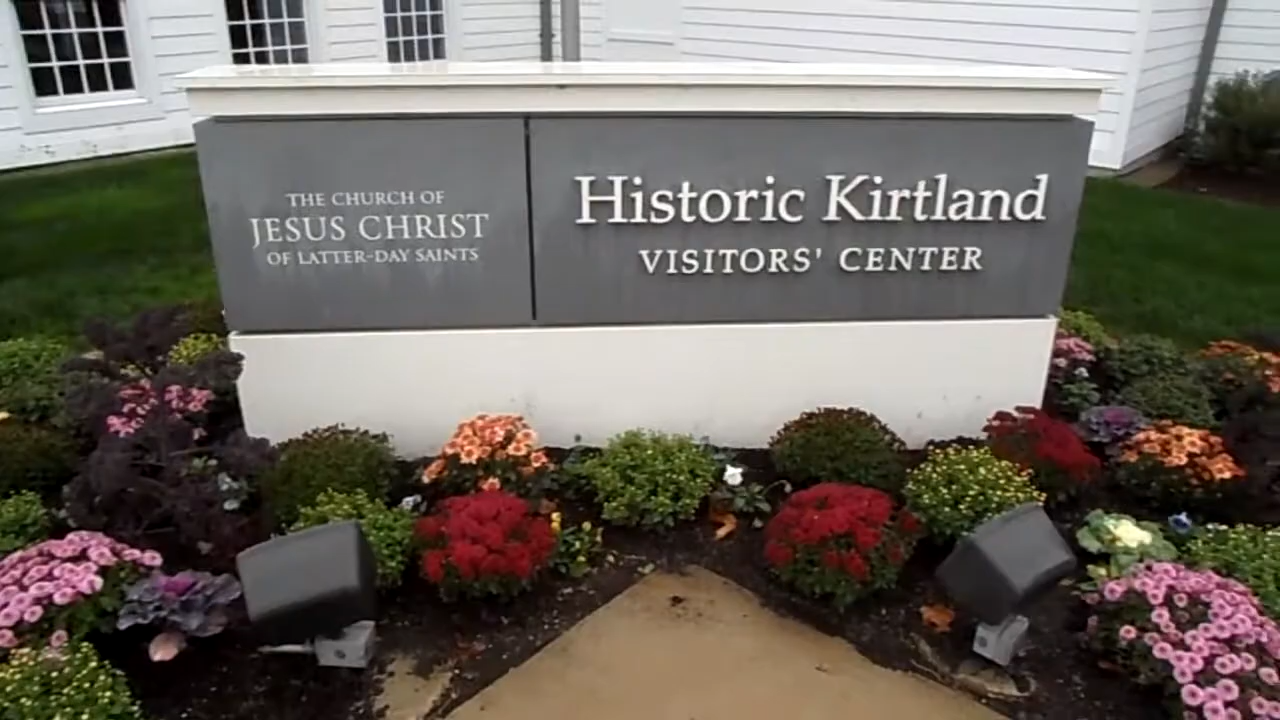 THE CHURCH OF
JESUS CHRIST
OF LATTER-DAY SAINTS
Historic Kirtland
VISITORS' CENTER